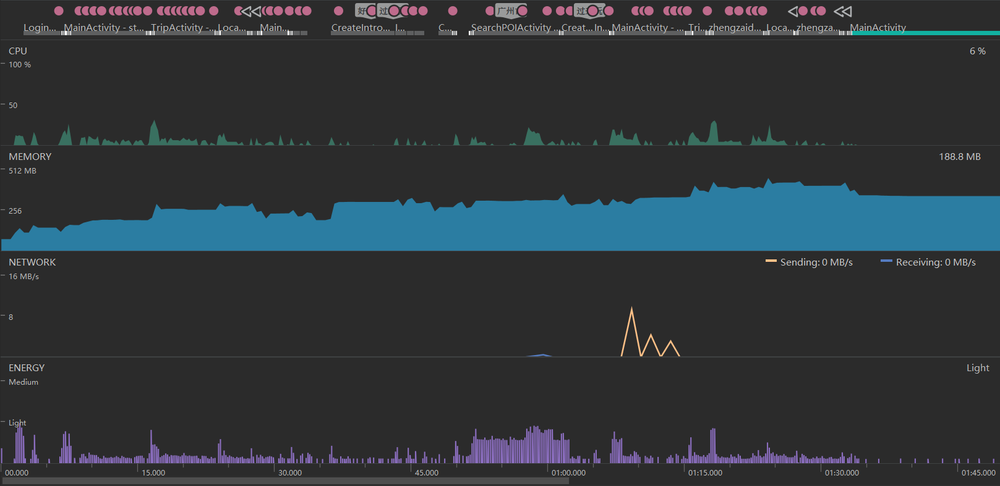 好 过 广州 过 玩
Login... MainActivity - st... TripActivity -... Loca... Main... CreateIntro... I... C... SearchPOIActivity ... Creat... In... MainActivity - ... Tri... zhengzaid... Loca... zhengza... MainActivity
CPU 6 %
100 %
50
MEMORY 188.8 MB
512 MB
256
NETWORK Sending: 0 MB/s Receiving: 0 MB/s
16 MB/s
8
ENERGY Light
Medium
Light
00.000 15.000 30.000 45.000 01:00.000 01:15.000 01:30.000 01:45.000